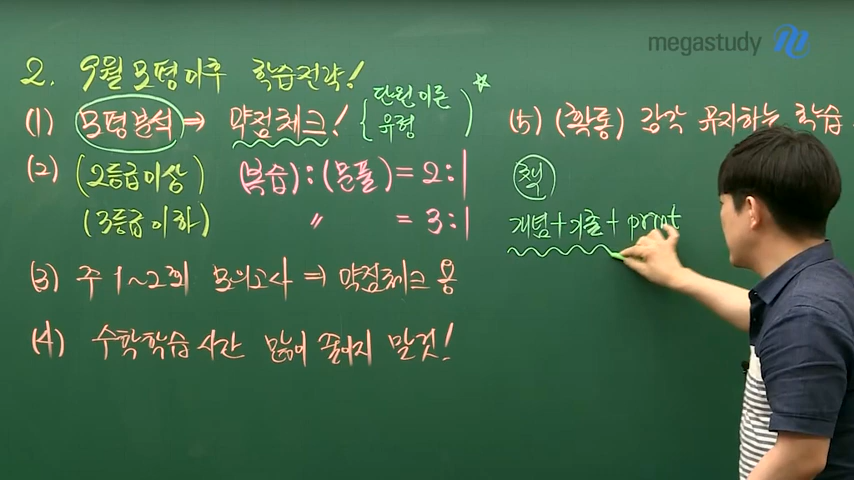 megastudy
2. 9월 모평이후 학습전략!
(1) 모평분석 ⇒ 약점체크! { 단원이론 유형 ) ☆
(2) (2등급이상) (복습) : (문풀) = 2 : 1
(3등급이하) 〃 = 3 : 1
(3) 주 1~2회 모의고사 ⇒ 약점체크 용
(4) 수학학습 시간 많이 줄이지 말것!
(5) (확통) 감각 유지하는 학습
책
개념 + 기출 + print